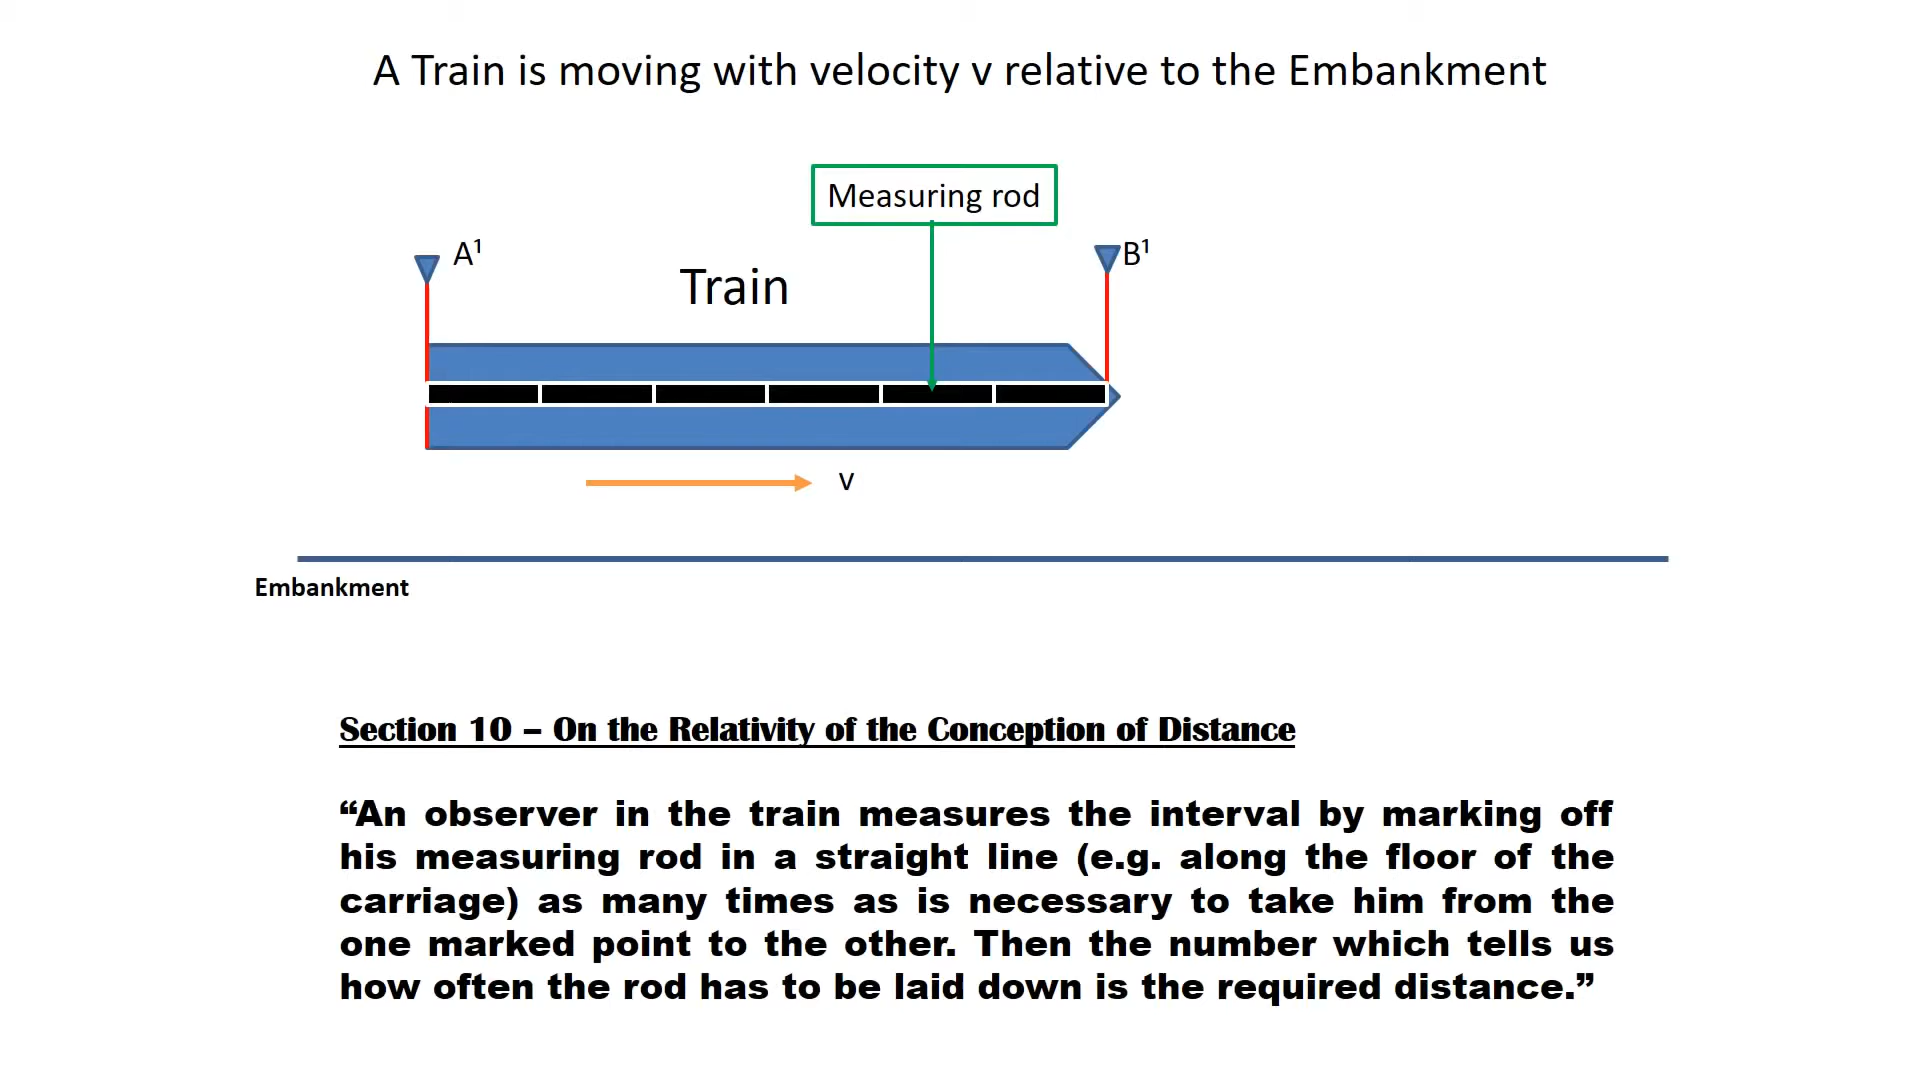 A Train is moving with velocity v relative to the Embankment
Measuring rod
A¹
B¹
Train
v
Embankment
Section 10 – On the Relativity of the Conception of Distance
“An observer in the train measures the interval by marking off
his measuring rod in a straight line (e.g. along the floor of the
carriage) as many times as is necessary to take him from the
one marked point to the other. Then the number which tells us
how often the rod has to be laid down is the required distance.”